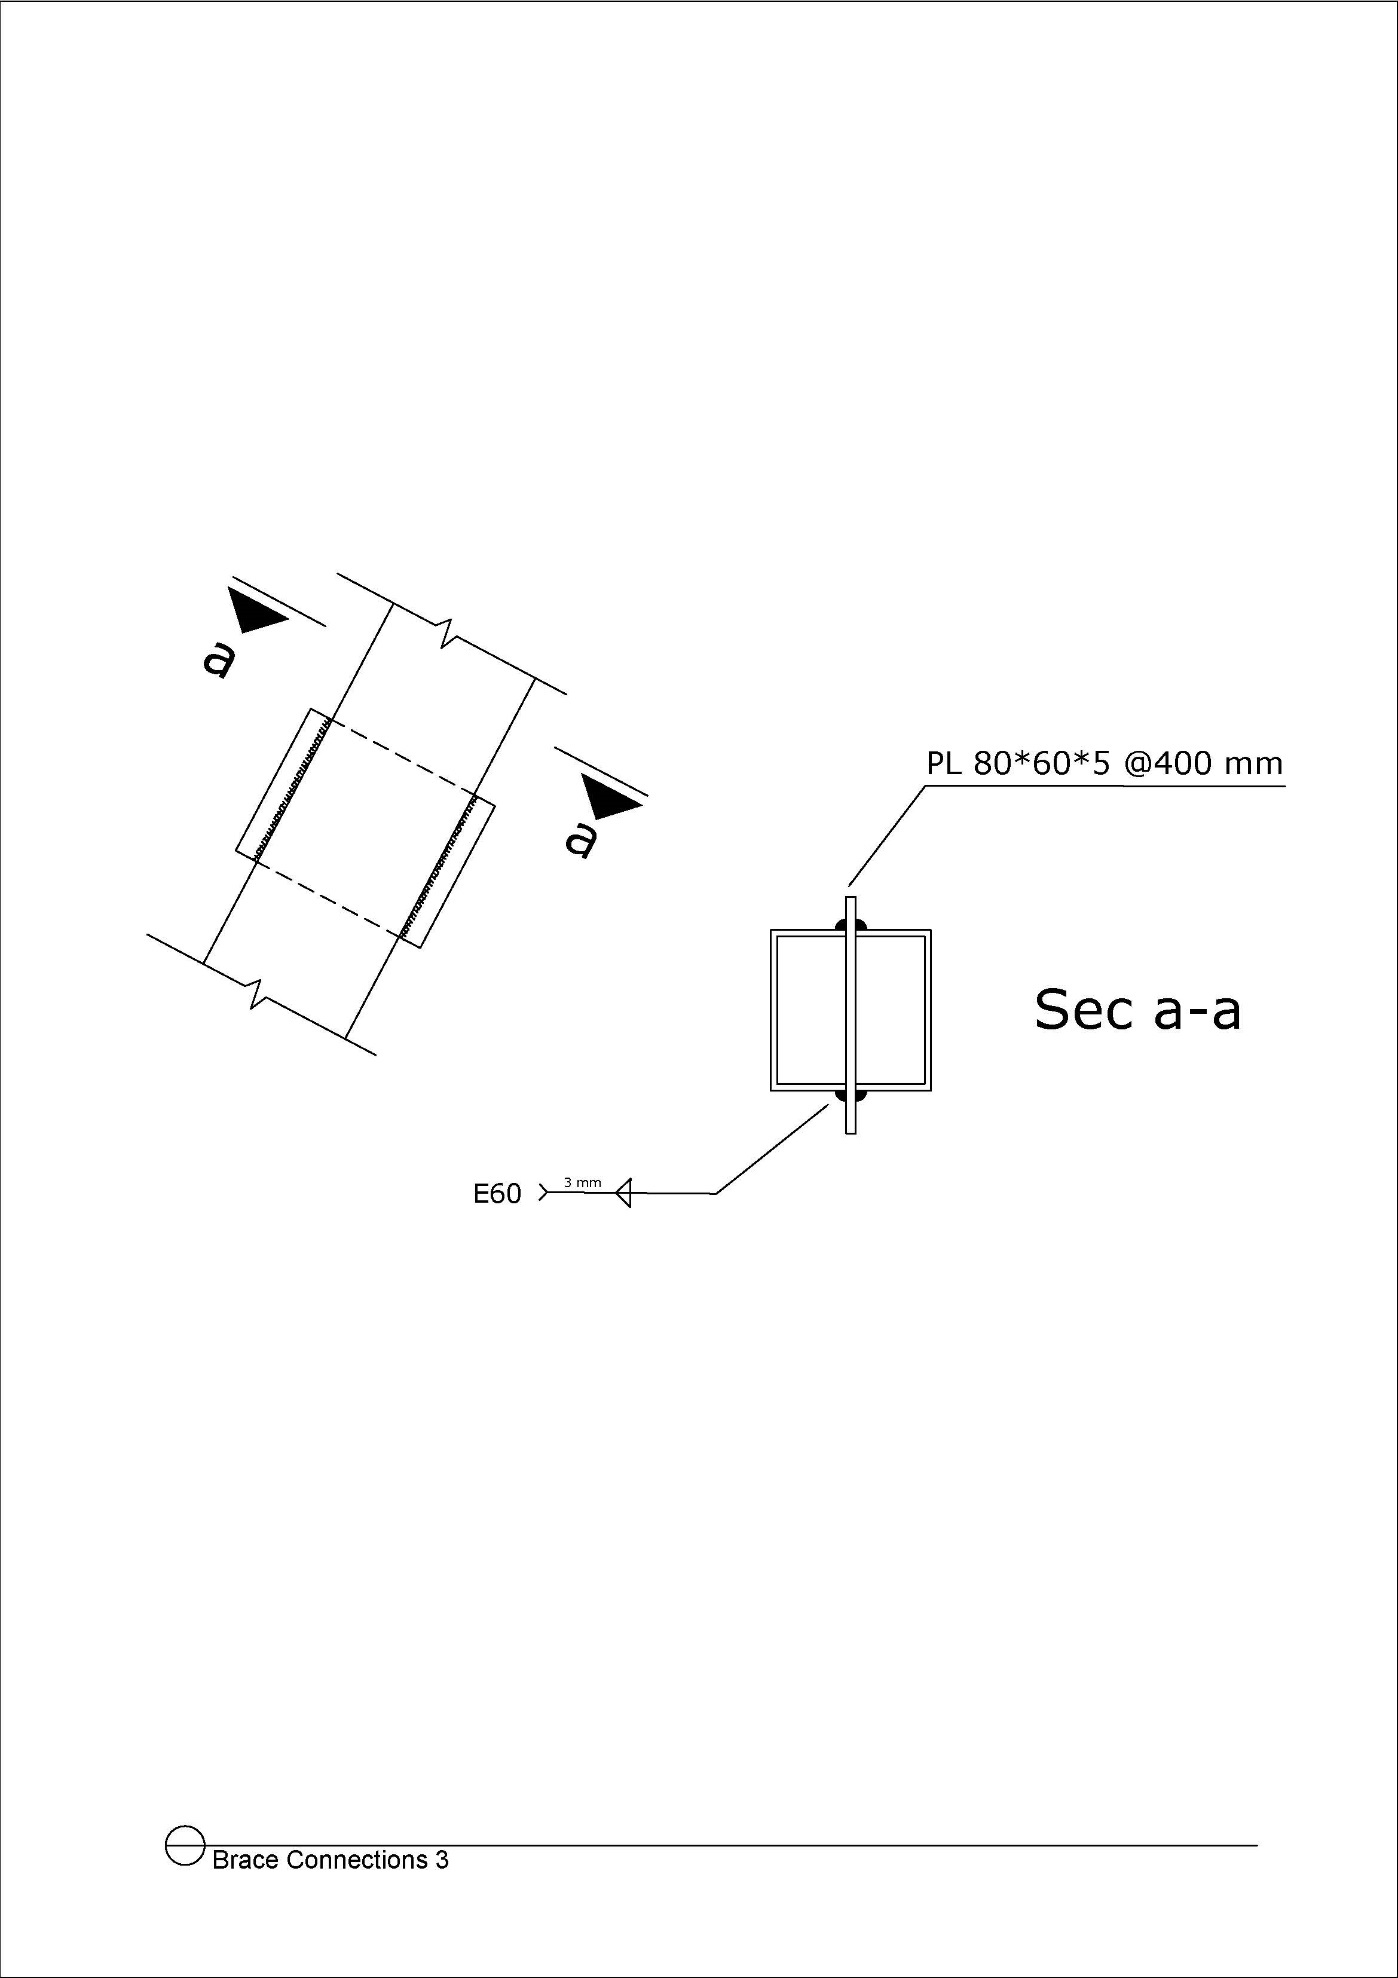 a
a
PL 80*60*5 @400 mm
Sec a-a
E60
3 mm
Brace Connections 3